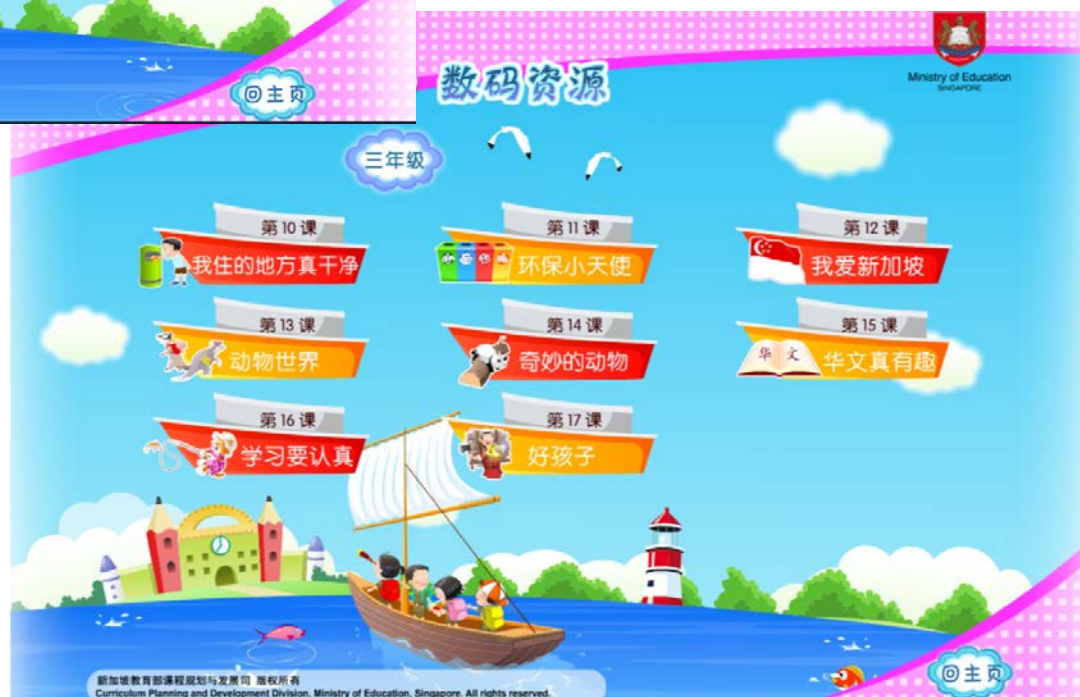 回主页
数码资源
Ministry of Education
SINGAPORE
三年级
第10课
我住的地方真干净
第11课
环保小天使
第12课
我爱新加坡
第13课
动物世界
第14课
奇妙的动物
第15课
华文
华文真有趣
第16课
学习要认真
第17课
好孩子
新加坡教育部课程规划与发展司 版权所有
Curriculum Planning and Development Division, Ministry of Education, Singapore. All rights reserved.
回主页